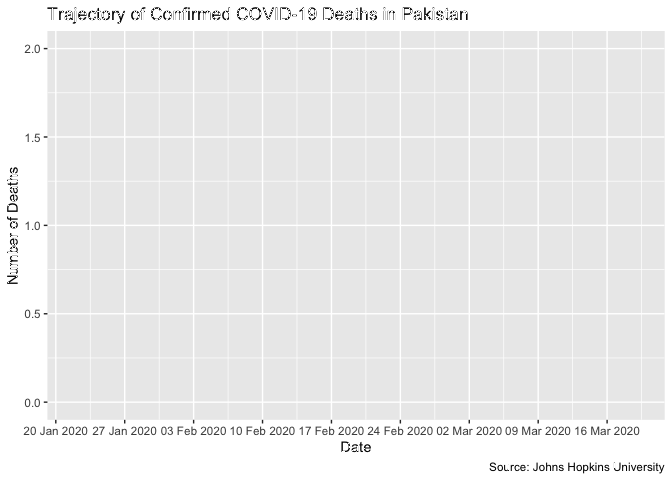 Trajectory of Confirmed COVID-19 Deaths in Pakistan
2.0
1.5
1.0
0.5
0.0
Number of Deaths
20 Jan 2020 27 Jan 2020 03 Feb 2020 10 Feb 2020 17 Feb 2020 24 Feb 2020 02 Mar 2020 09 Mar 2020 16 Mar 2020
Date
Source: Johns Hopkins University